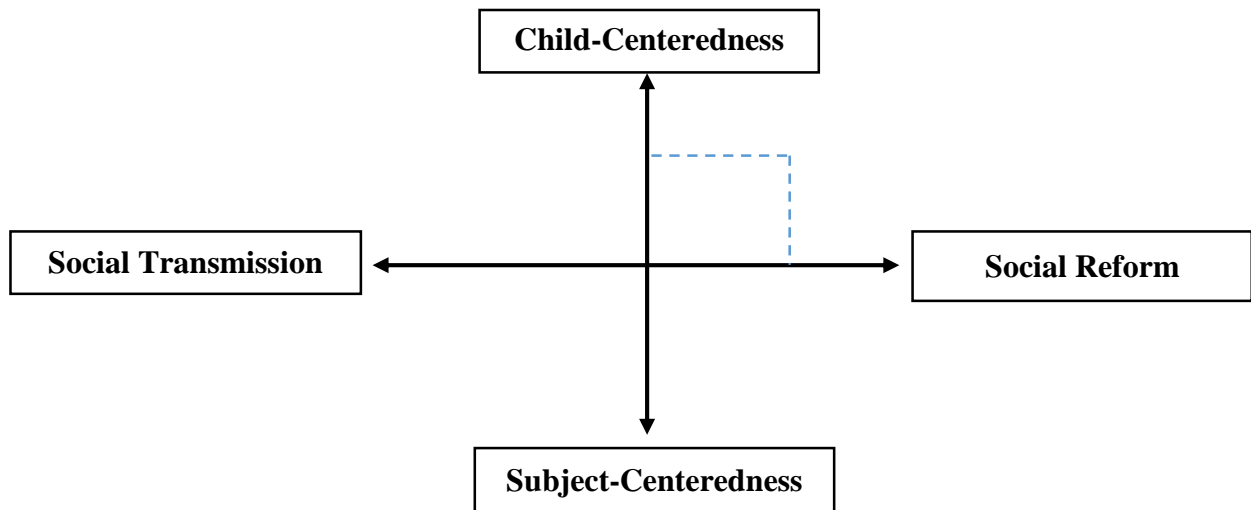 Child-Centeredness
Social Transmission
Social Reform
Subject-Centeredness